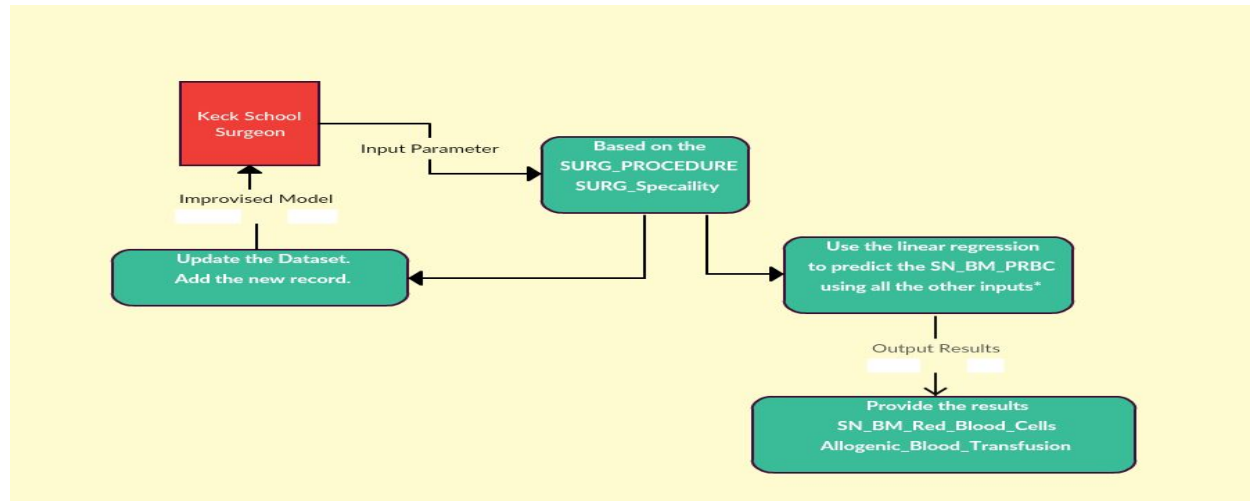 Keck School
Surgeon
Input Parameter
Based on the
SURG_PROCEDURE
SURG_Specaility
Improvised Model
Update the Dataset.
Add the new record.
Use the linear regression
to predict the SN_BM_PRBC
using all the other inputs*
Output Results
Provide the results
SN_BM_Red_Blood_Cells
Allogenic_Blood_Transfusion